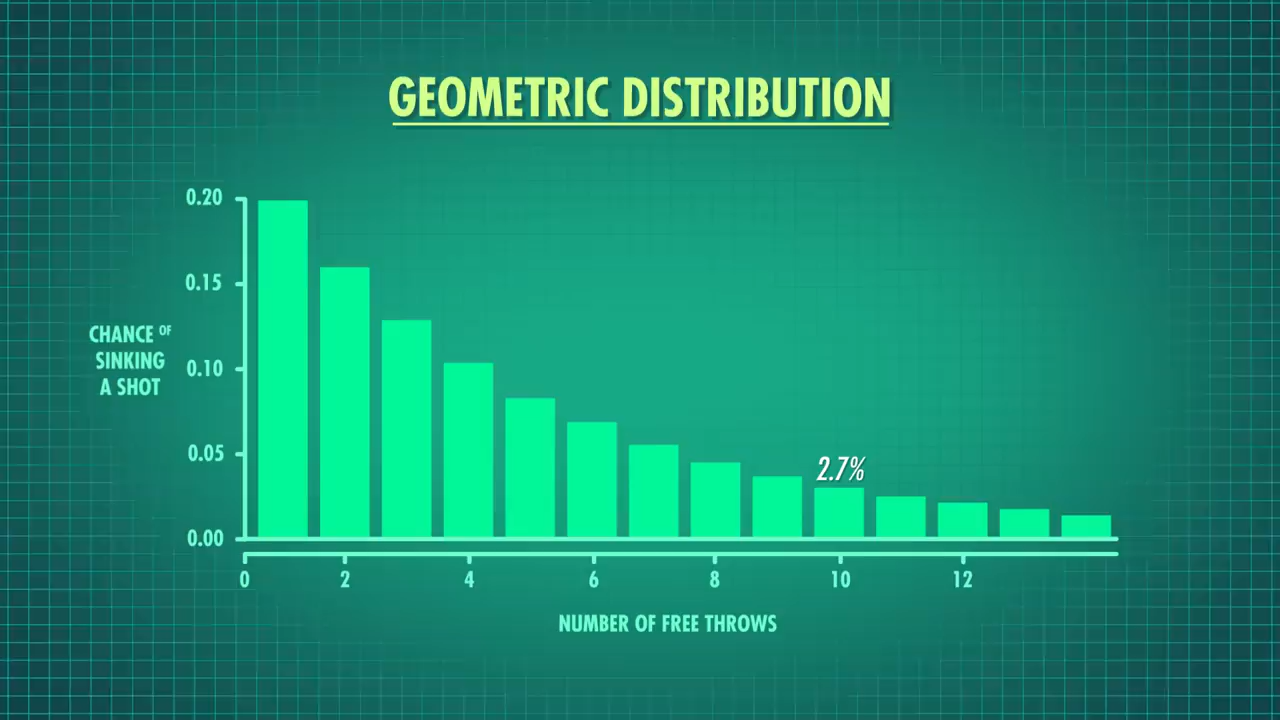 GEOMETRIC DISTRIBUTION
0.20
0.15
CHANCE OF
SINKING
A SHOT
0.10
0.05
2.7%
0.00
0 2 4 6 8 10 12
NUMBER OF FREE THROWS